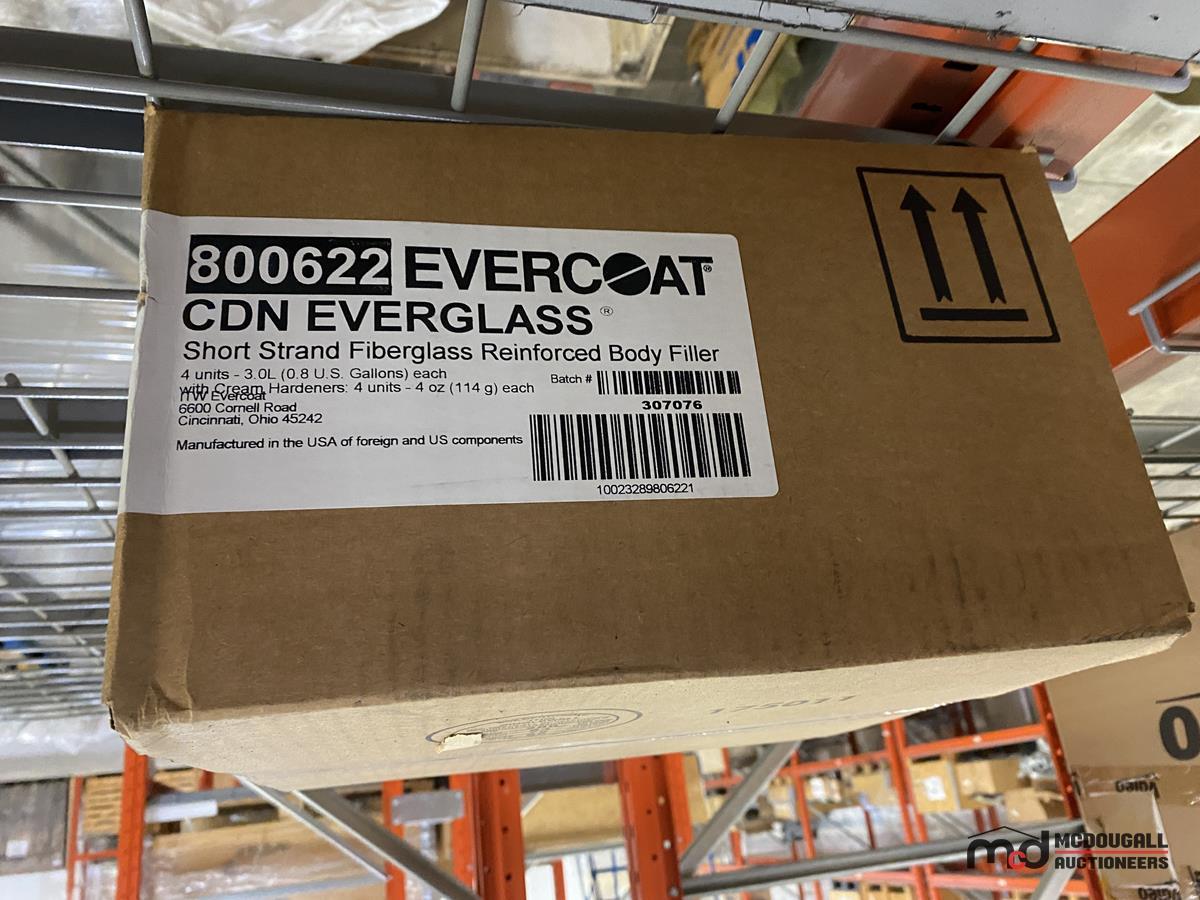 800622 EVERCOAT®
CDN EVERGLASS®
Short Strand Fiberglass Reinforced Body Filler
4 units - 3.0L (0.8 U.S. Gallons) each
with Cream Hardeners: 4 units - 4 oz (114 g) each
Batch #
307076
ITW Evercoat
6600 Cornell Road
Cincinnati, Ohio 45242
Manufactured in the USA of foreign and US components
10023289806221
175011
mcd MCDOUGALL
AUCTIONEERS